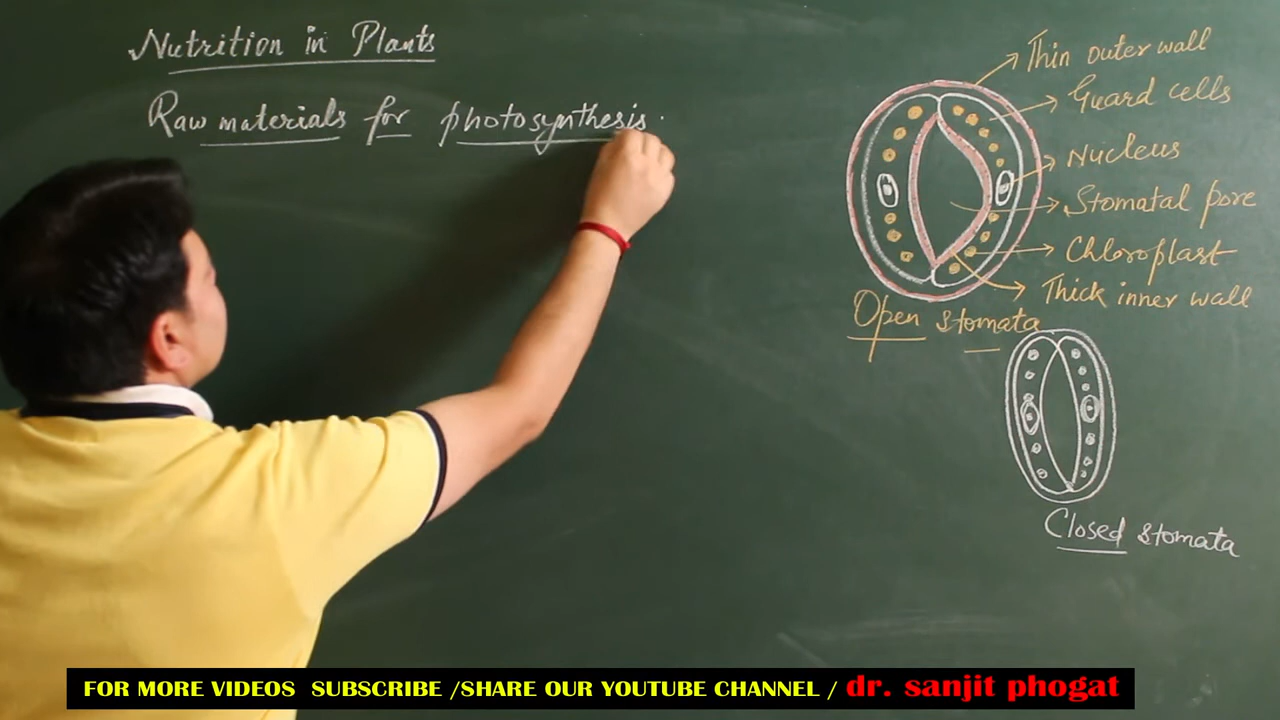 Nutrition in Plants
Raw materials for photosynthesis
Thin outer wall
Guard cells
Nucleus
Stomatal pore
Chloroplast
Thick inner wall
Open stomata
Closed stomata
FOR MORE VIDEOS SUBSCRIBE /SHARE OUR YOUTUBE CHANNEL / dr. sanjit phogat